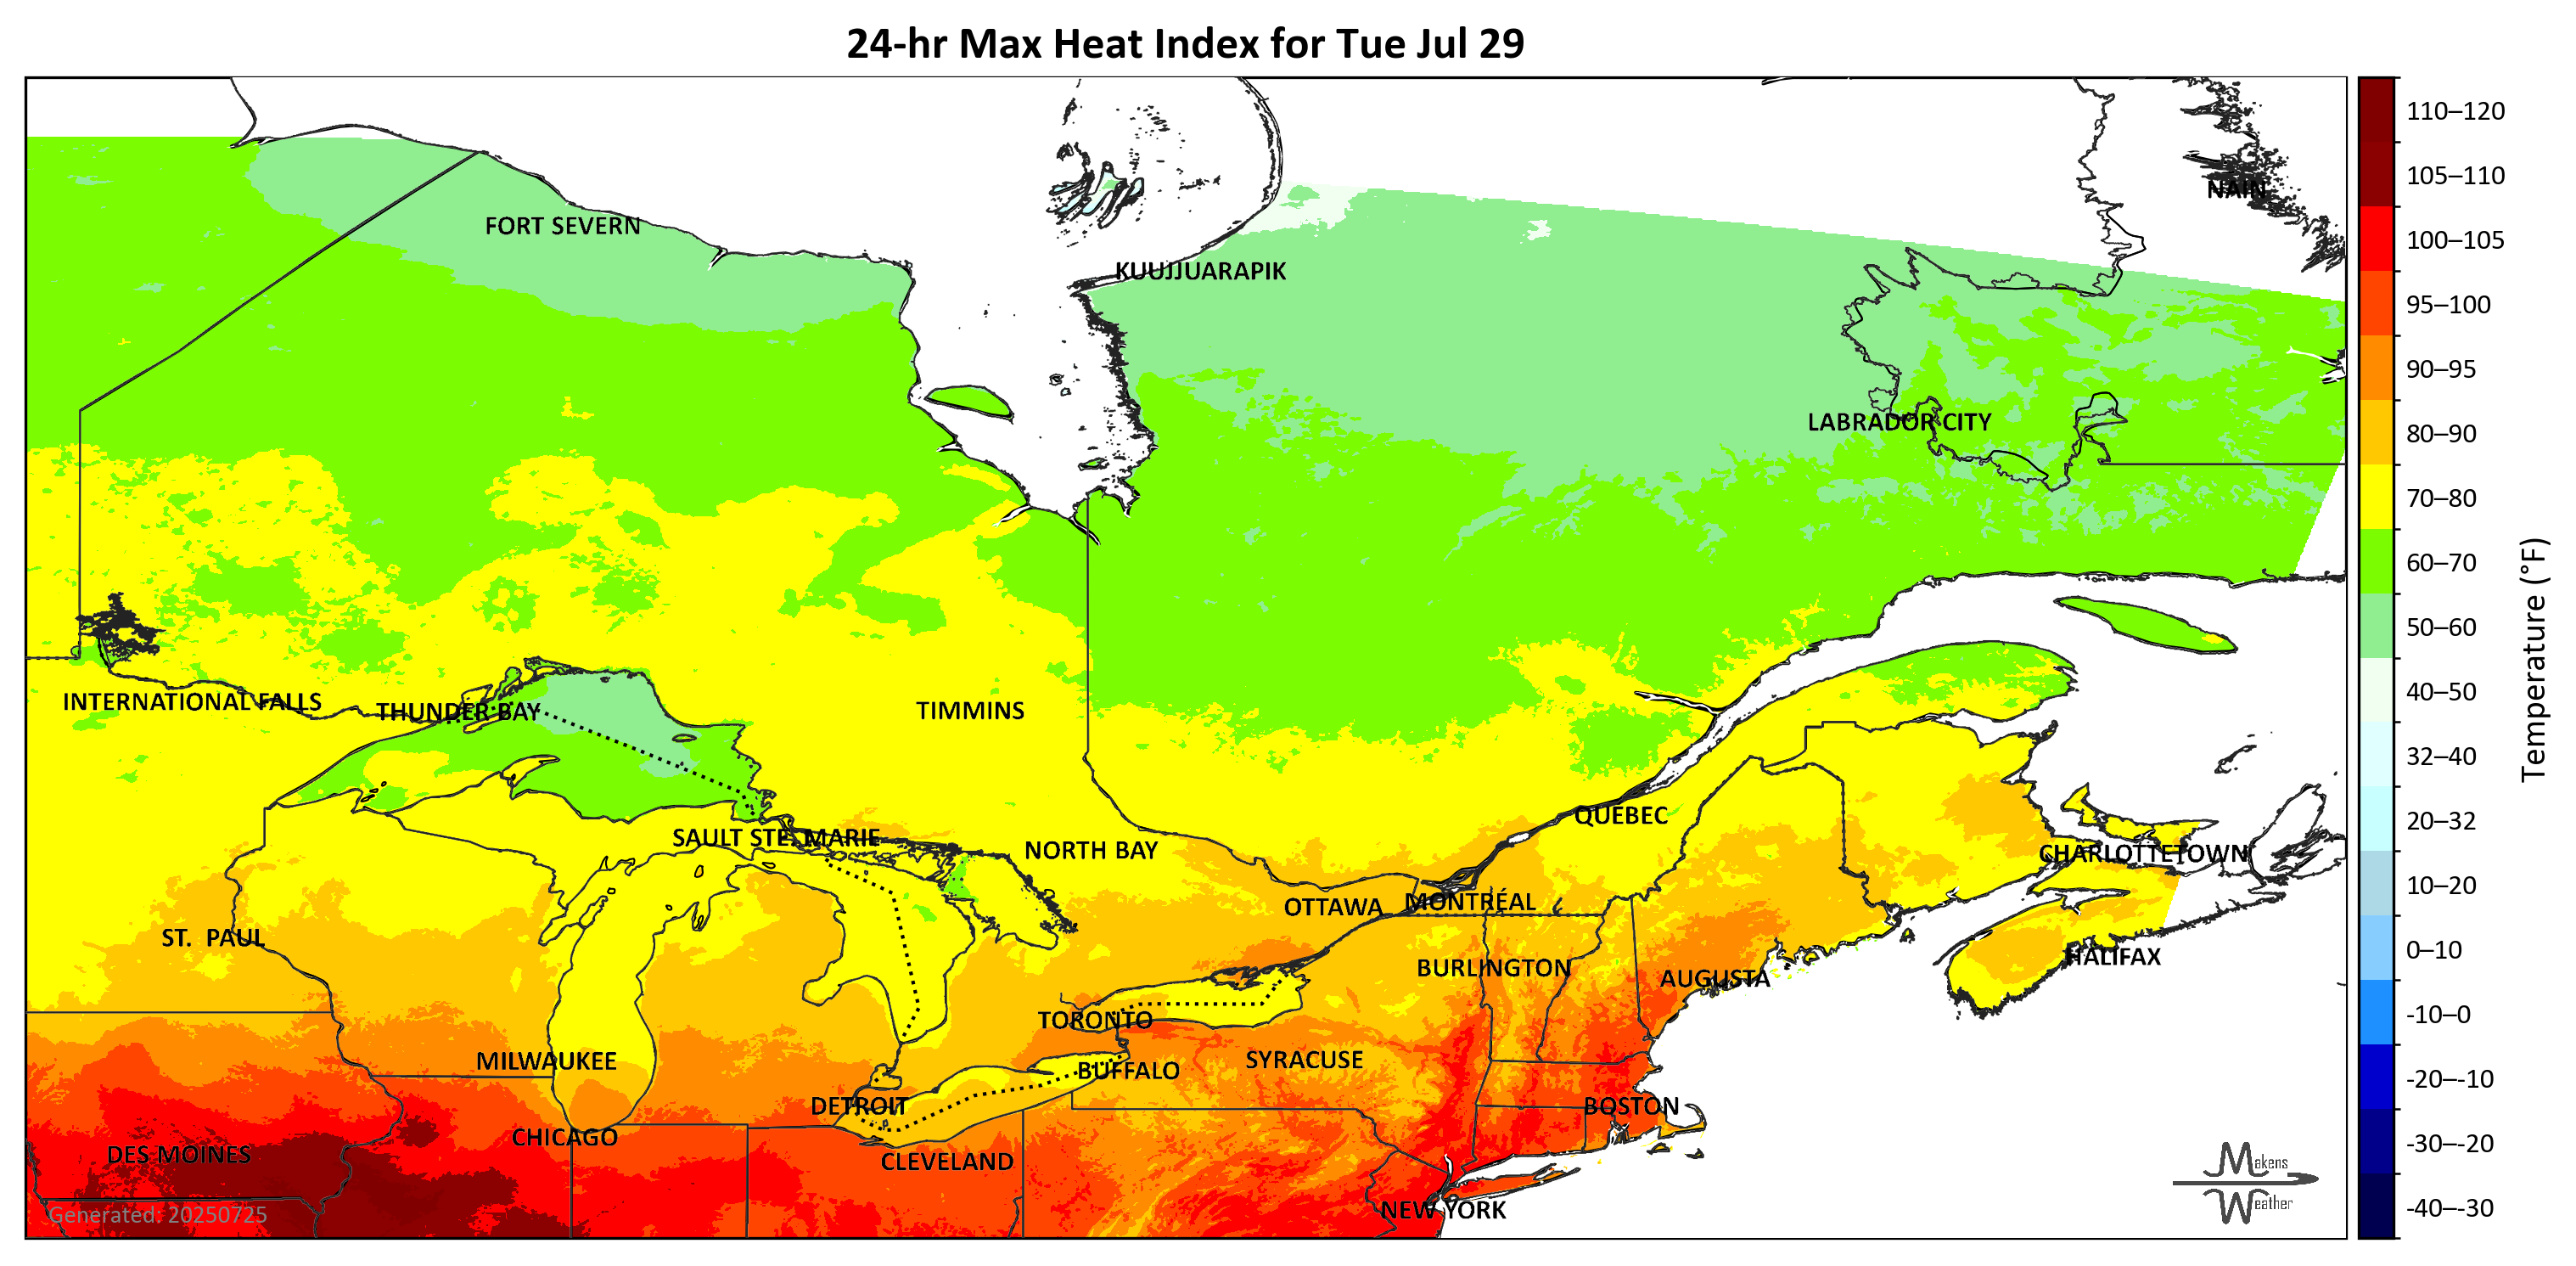 24-hr Max Heat Index for Tue Jul 29
NAIN
FORT SEVERN
KUUJJUARAPIK
LABRADOR CITY
INTERNATIONAL FALLS
THUNDER BAY
TIMMINS
QUEBEC
SAULT STE. MARIE
NORTH BAY
CHARLOTTETOWN
OTTAWA
MONTRÉAL
ST. PAUL
HALIFAX
BURLINGTON
AUGUSTA
TORONTO
MILWAUKEE
SYRACUSE
BUFFALO
DETROIT
BOSTON
CHICAGO
DES MOINES
CLEVELAND
NEW YORK
Generated: 20250725
Makens
Weather
110–120
105–110
100–105
95–100
90–95
80–90
70–80
60–70
50–60
40–50
32–40
20–32
10–20
0–10
-10–0
-20–-10
-30–-20
-40–-30
Temperature (°F)